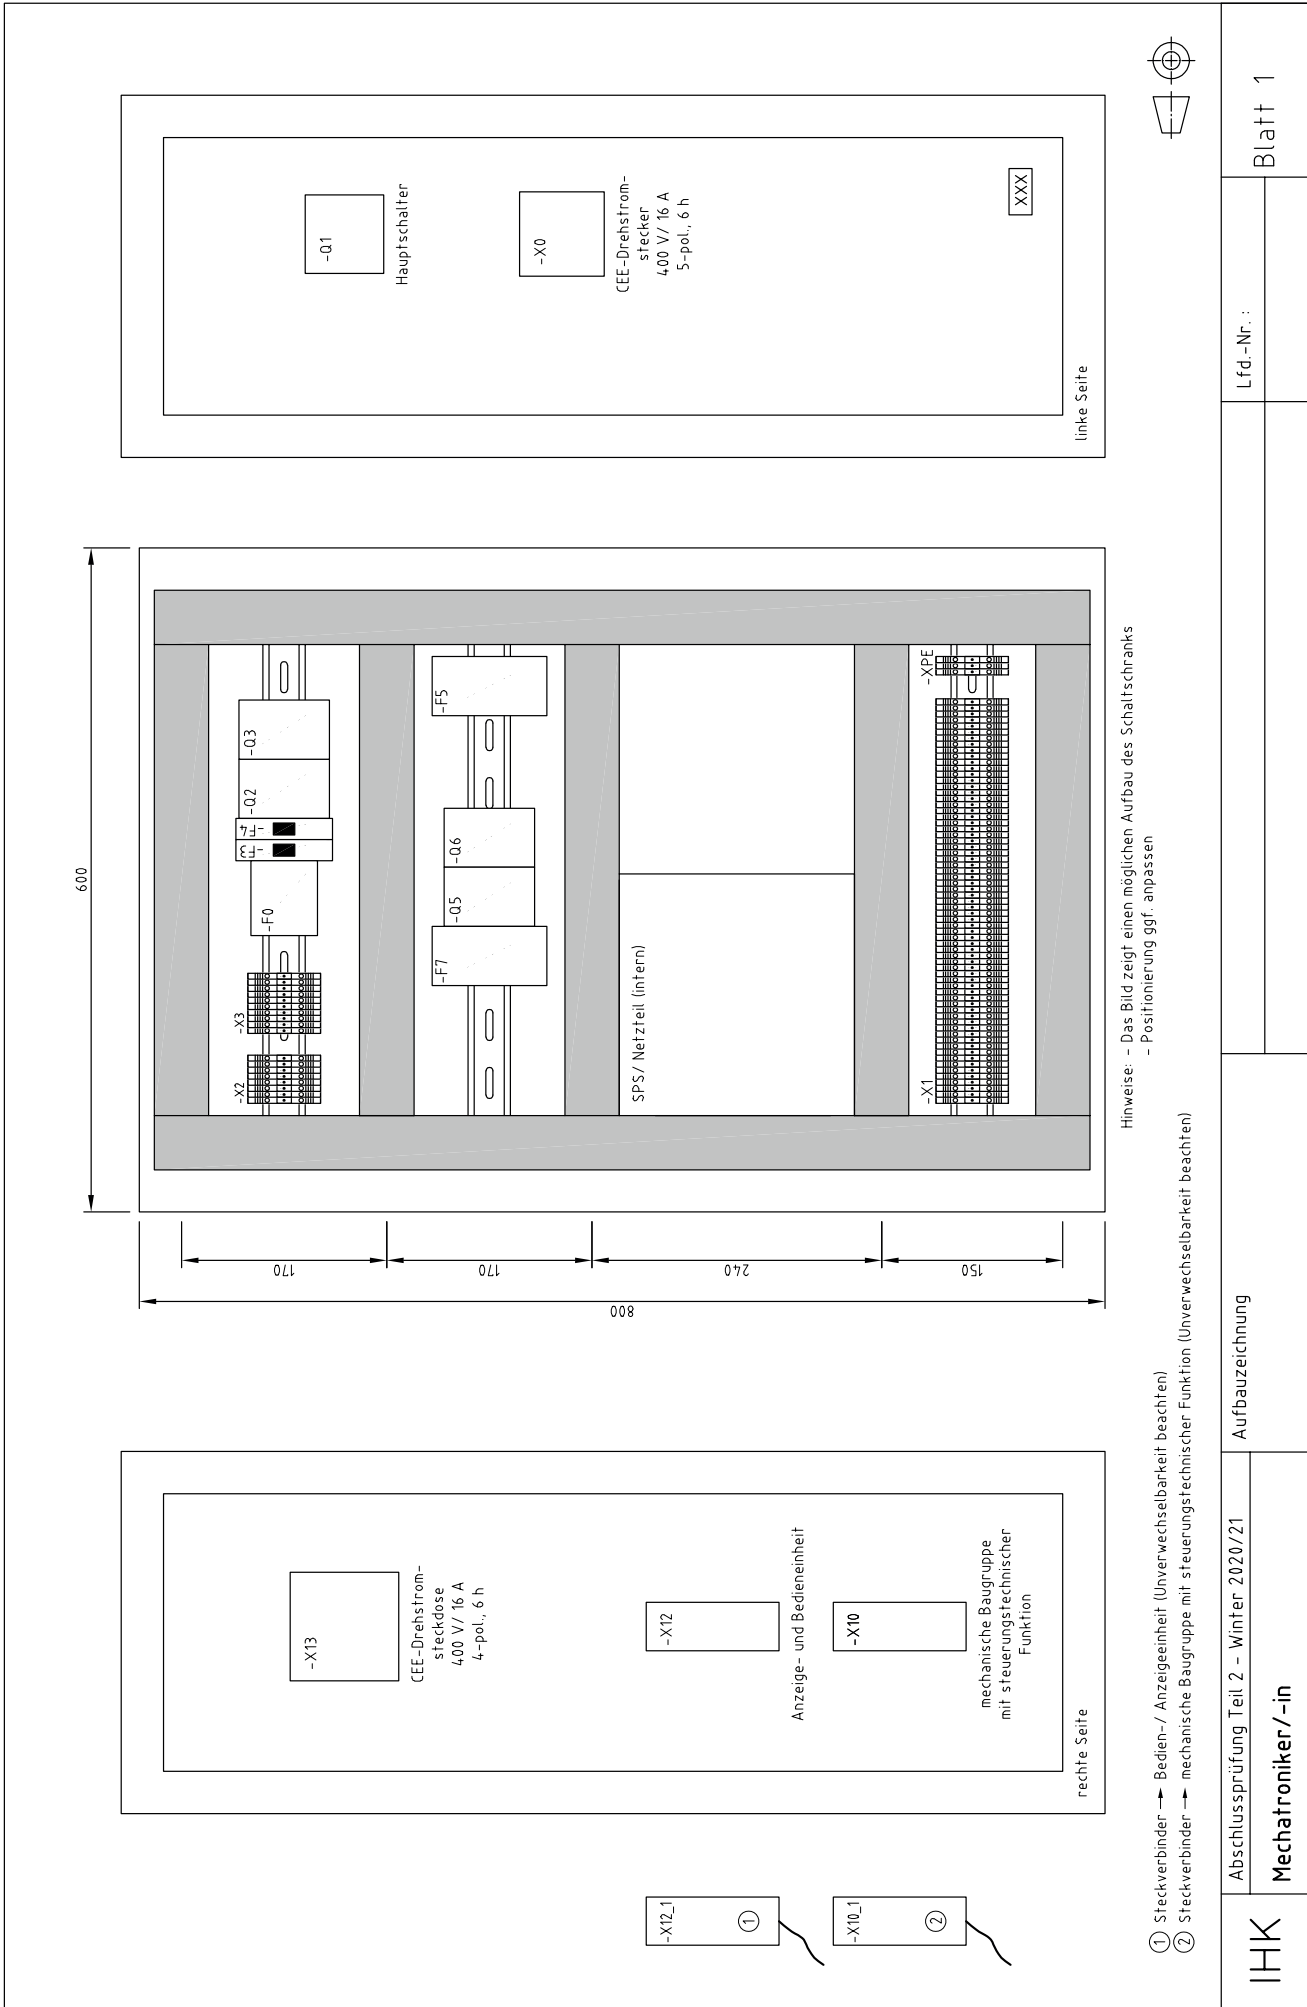 -X12_1
1
-X10_1
2
-X13
CEE-Drehstrom-
steckdose
400 V/ 16 A
4-pol., 6 h
-X12
Anzeige- und Bedieneinheit
-X10
mechanische Baugruppe
mit steuerungstechnischer
Funktion
rechte Seite
600
800
170
170
240
150
-X2
-X3
-F0
-F3
-F4
-Q2
-Q3
-F7
-Q5
-Q6
-F5
SPS/ Netzteil (intern)
-X1
-XPE
Hinweise: - Das Bild zeigt einen möglichen Aufbau des Schaltschranks
- Positionierung ggf. anpassen
-Q1
Hauptschalter
-X0
CEE-Drehstrom-
stecker
400 V/ 16 A
5-pol., 6 h
XXX
linke Seite
1 Steckverbinder → Bedien-/ Anzeigeeinheit (Unverwechselbarkeit beachten)
2 Steckverbinder → mechanische Baugruppe mit steuerungstechnischer Funktion (Unverwechselbarkeit beachten)
IHK
Abschlussprüfung Teil 2 - Winter 2020/21
Mechatroniker/-in
Aufbauzeichnung
Lfd.-Nr. :
Blatt 1